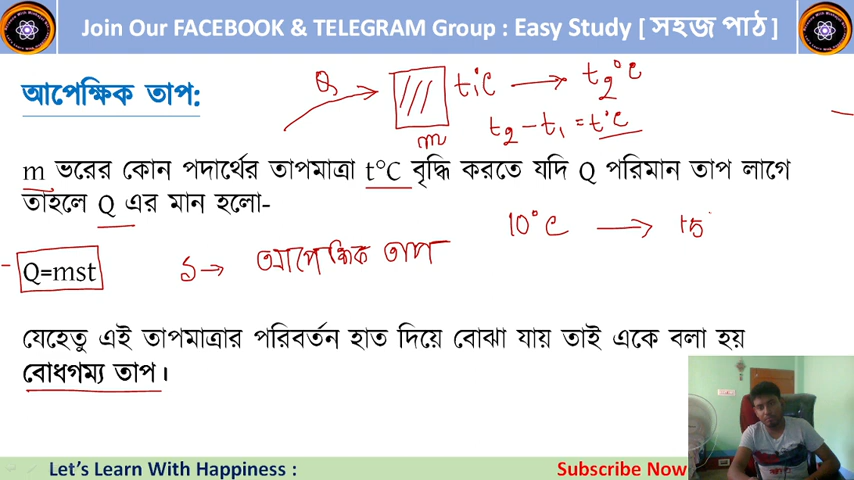 Join Our FACEBOOK & TELEGRAM Group : Easy Study [ সহজ পাঠ ]
আপেক্ষিক তাপ:
Q
t₁°C → t₂°C
t₂ - t₁ = t°C
m
m ভরের কোন পদার্থের তাপমাত্রা t°C বৃদ্ধি করতে যদি Q পরিমান তাপ লাগে
তাহলে Q এর মান হলো-
10°C → 15
Q=mst
s → আপেক্ষিক তাপ
যেহেতু এই তাপমাত্রার পরিবর্তন হাত দিয়ে বোঝা যায় তাই একে বলা হয়
বোধগম্য তাপ।
Let's Learn With Happiness :
Subscribe Now